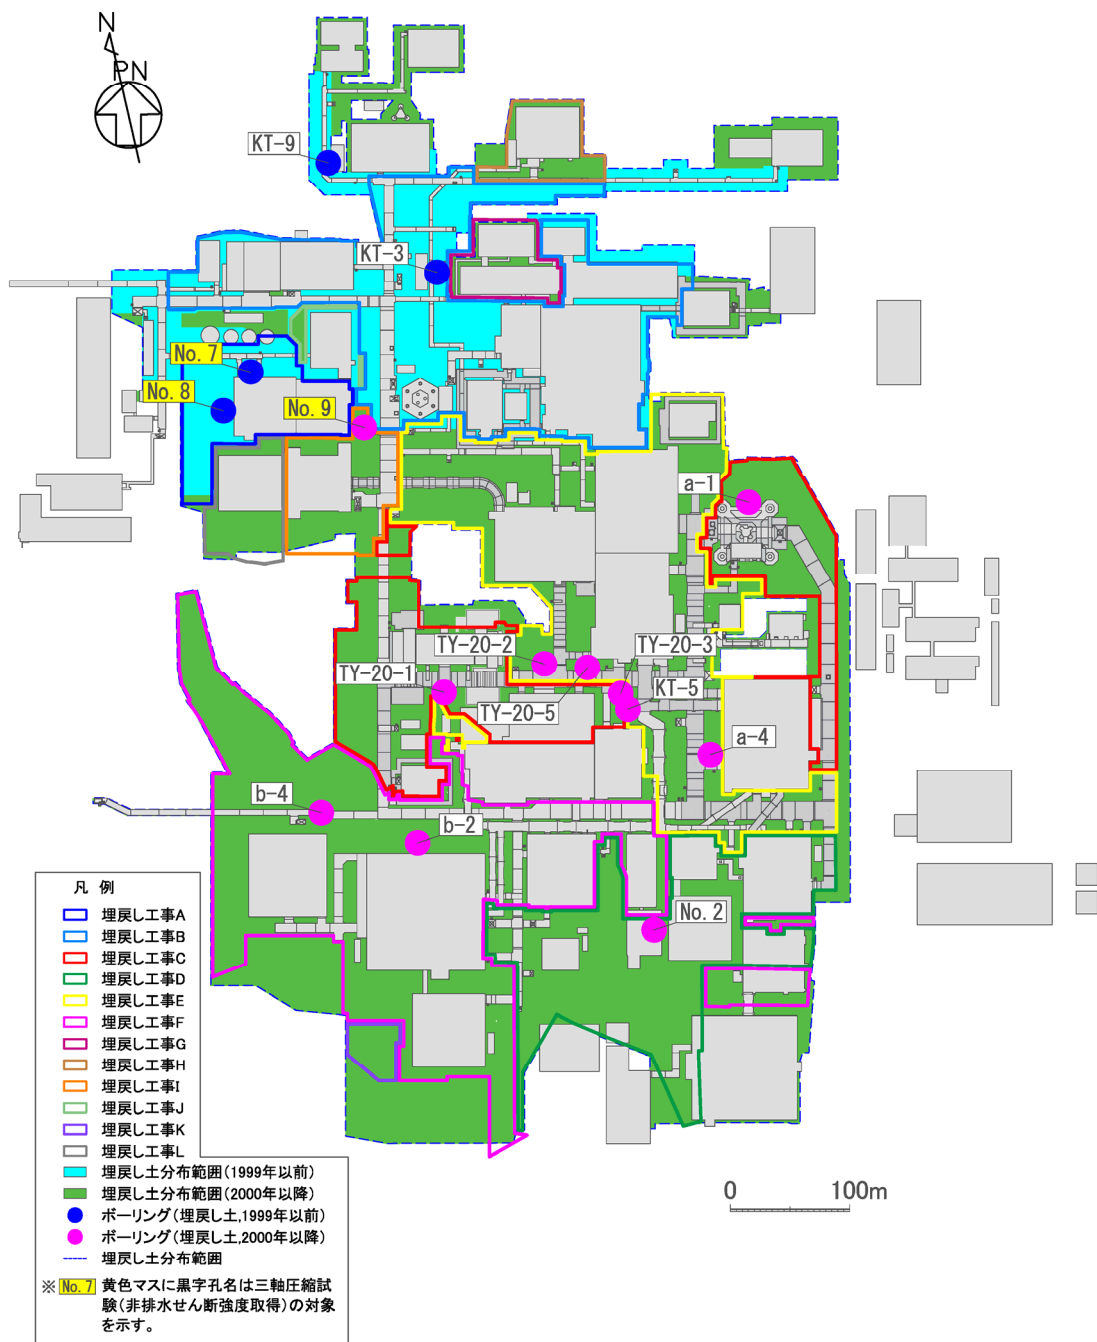 N
PN
KT-9
KT-3
No. 7
No. 8
No. 9
a-1
TY-20-2
TY-20-3
TY-20-1
KT-5
TY-20-5
a-4
b-4
b-2
No. 2
凡 例
埋戻し工事A
埋戻し工事B
埋戻し工事C
埋戻し工事D
埋戻し工事E
埋戻し工事F
埋戻し工事G
埋戻し工事H
埋戻し工事I
埋戻し工事J
埋戻し工事K
埋戻し工事L
埋戻し土分布範囲(1999年以前)
埋戻し土分布範囲(2000年以降)
ボーリング(埋戻し土,1999年以前)
ボーリング(埋戻し土,2000年以降)
埋戻し土分布範囲
※ No. 7 黄色マスに黒字孔名は三軸圧縮試
験(非排水せん断強度取得)の対象
を示す。
0 100m